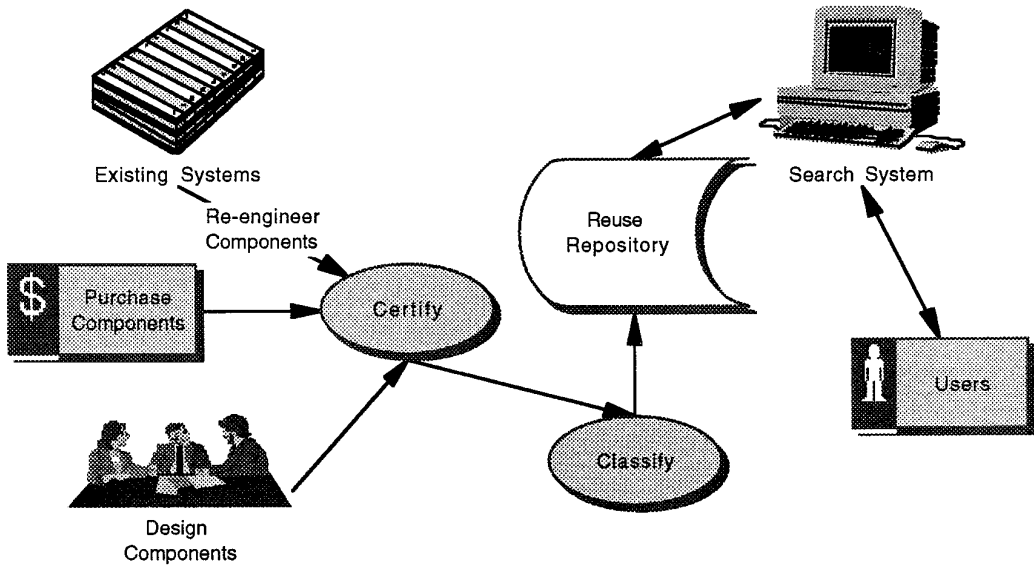 Existing Systems
Re-engineer
Components
$
Purchase
Components
Certify
Design
Components
Classify
Reuse
Repository
Search System
Users